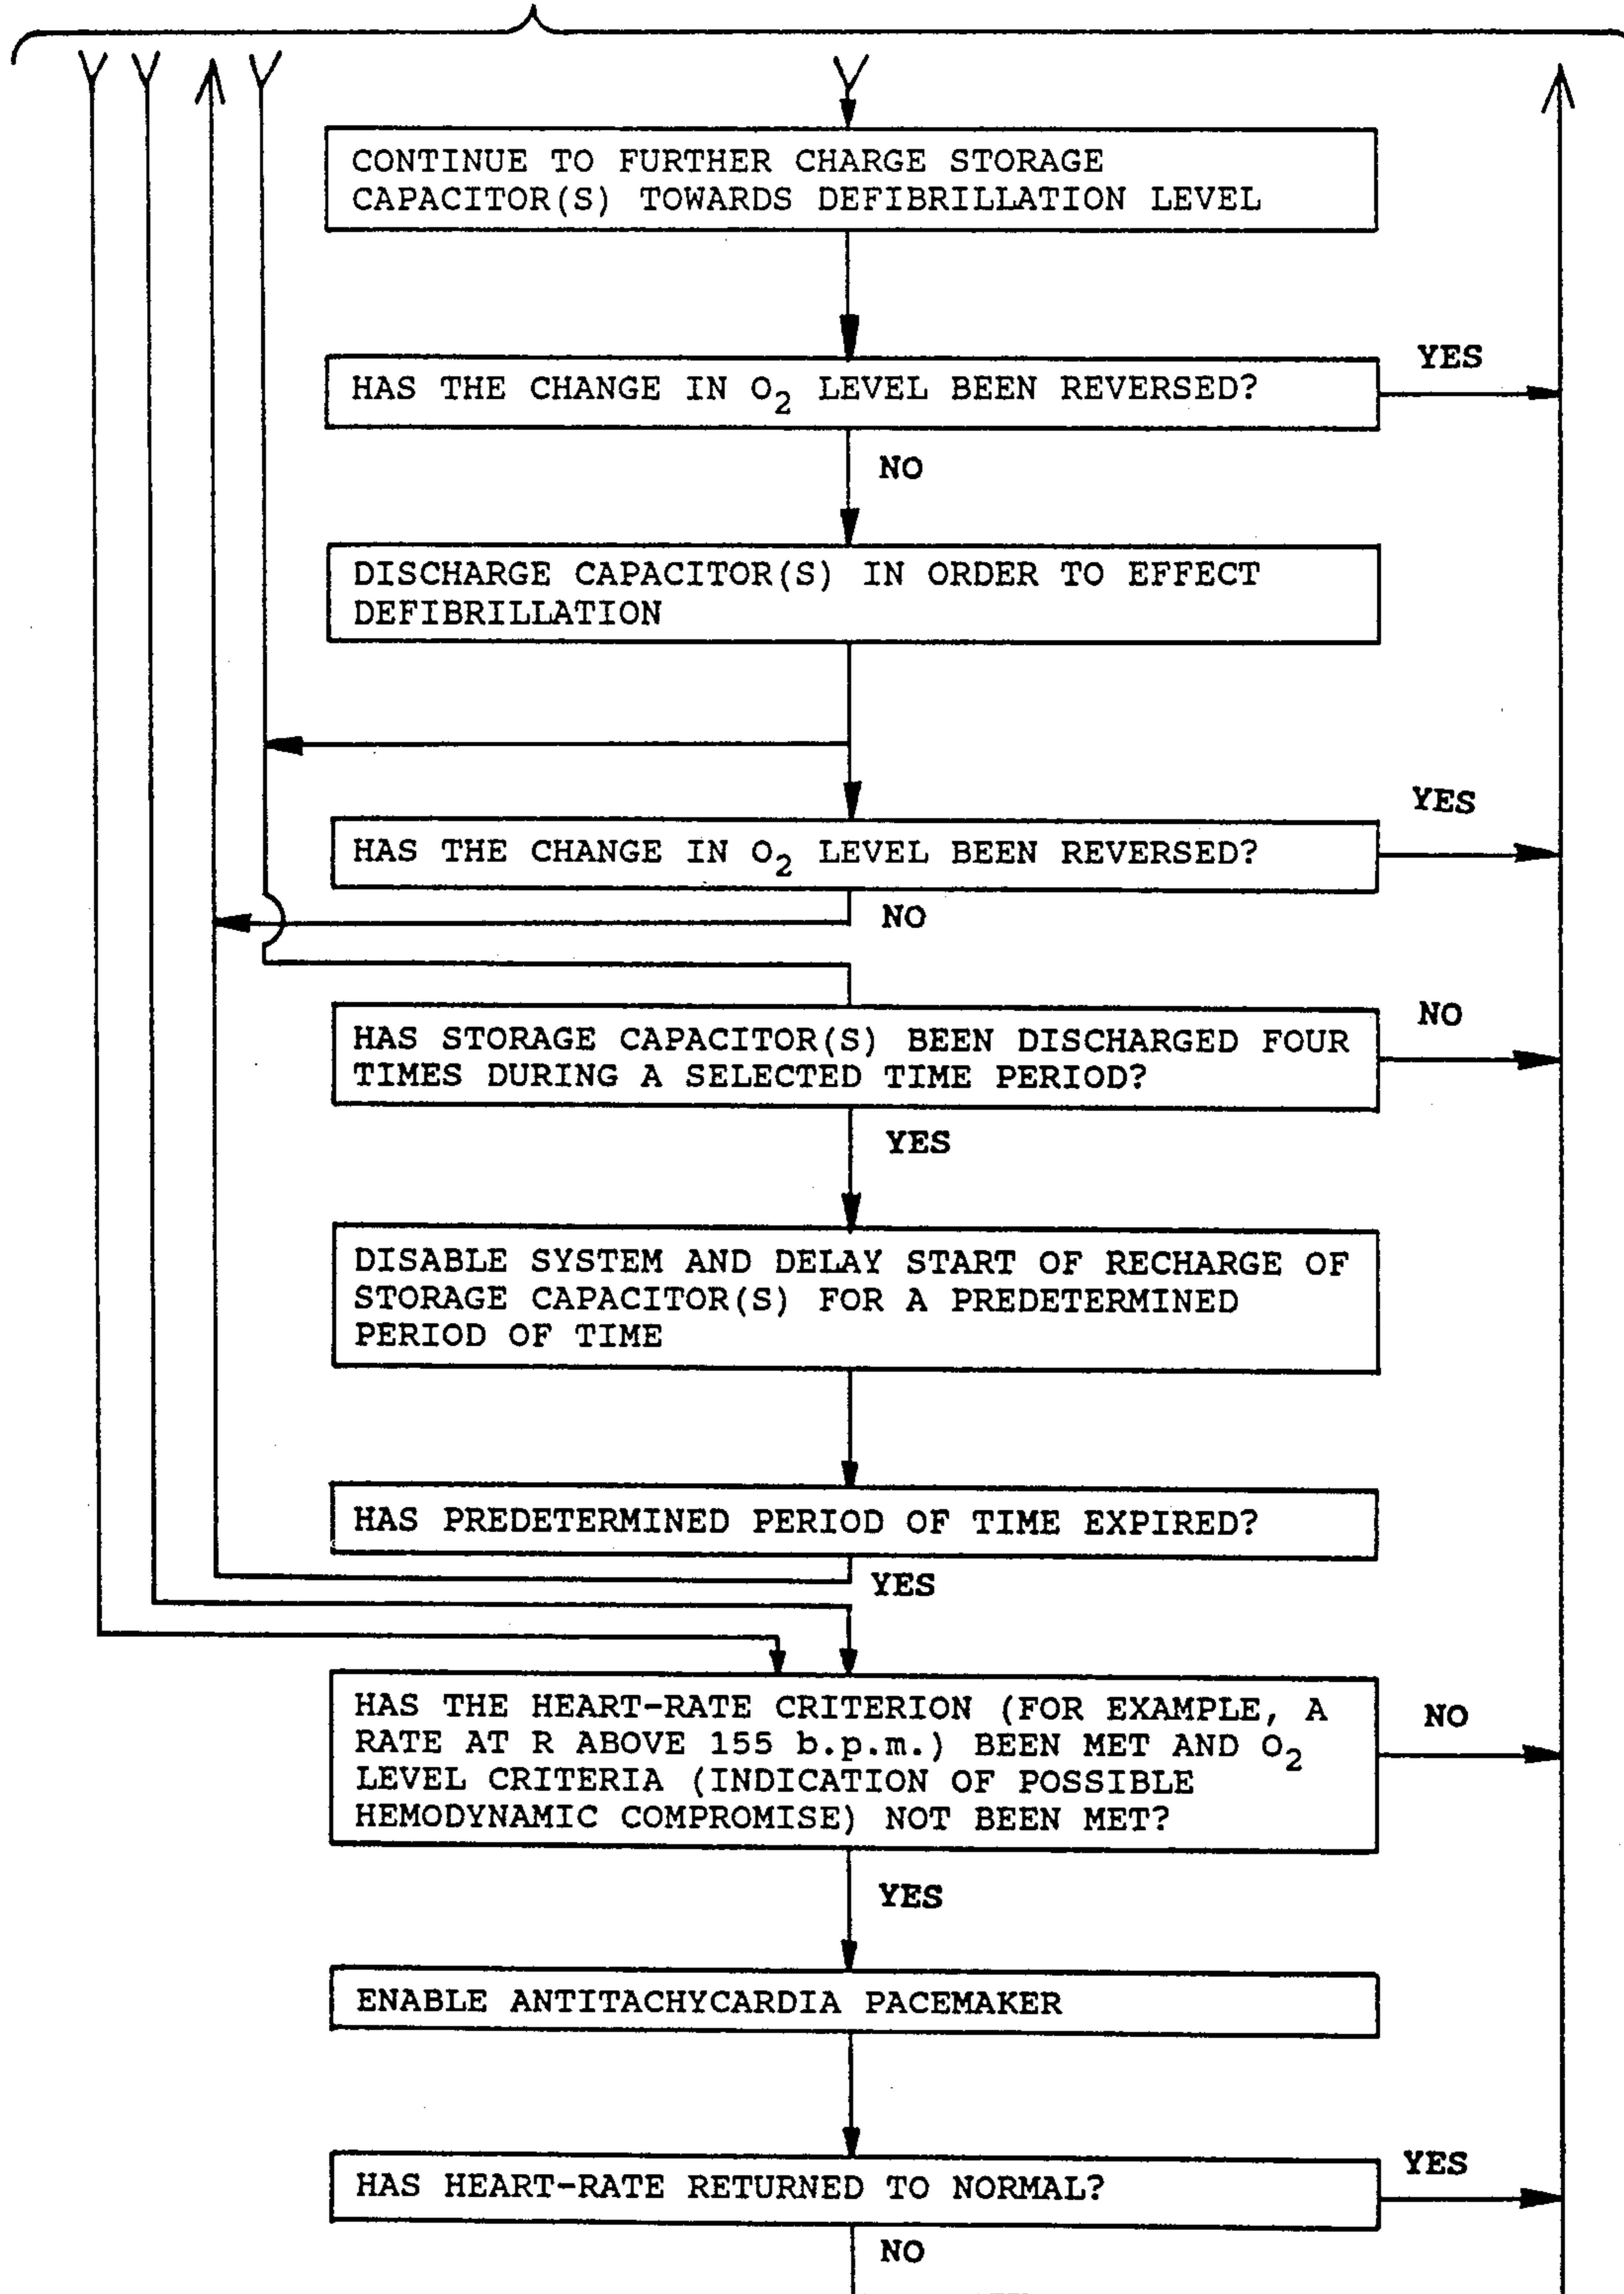 CONTINUE TO FURTHER CHARGE STORAGE
CAPACITOR(S) TOWARDS DEFIBRILLATION LEVEL
HAS THE CHANGE IN O₂ LEVEL BEEN REVERSED?
YES
NO
DISCHARGE CAPACITOR(S) IN ORDER TO EFFECT
DEFIBRILLATION
HAS THE CHANGE IN O₂ LEVEL BEEN REVERSED?
YES
NO
HAS STORAGE CAPACITOR(S) BEEN DISCHARGED FOUR
TIMES DURING A SELECTED TIME PERIOD?
NO
YES
DISABLE SYSTEM AND DELAY START OF RECHARGE OF
STORAGE CAPACITOR(S) FOR A PREDETERMINED
PERIOD OF TIME
HAS PREDETERMINED PERIOD OF TIME EXPIRED?
YES
HAS THE HEART-RATE CRITERION (FOR EXAMPLE, A
RATE AT R ABOVE 155 b.p.m.) BEEN MET AND O₂
LEVEL CRITERIA (INDICATION OF POSSIBLE
HEMODYNAMIC COMPROMISE) NOT BEEN MET?
NO
YES
ENABLE ANTITACHYCARDIA PACEMAKER
HAS HEART-RATE RETURNED TO NORMAL?
YES
NO